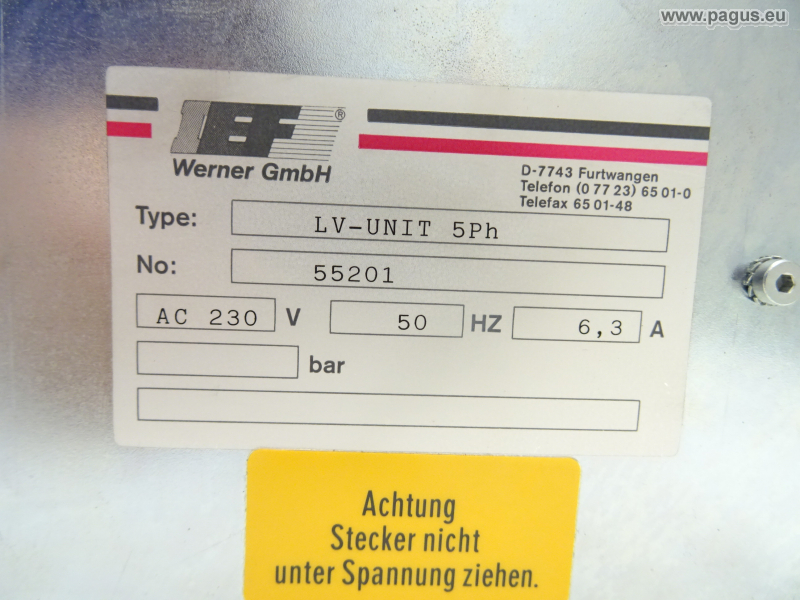 www.pagus.eu
IEF®
Werner GmbH
D-7743 Furtwangen
Telefon (0 77 23) 65 01-0
Telefax 65 01-48
Type: LV-UNIT 5Ph
No: 55201
AC 230 V 50 HZ 6,3 A
bar
Achtung
Stecker nicht
unter Spannung ziehen.